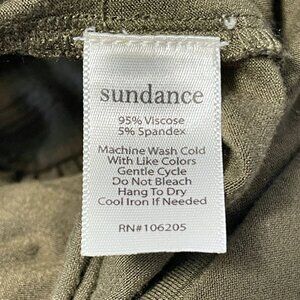 sundance
95% Viscose
5% Spandex
Machine Wash Cold
With Like Colors
Gentle Cycle
Do Not Bleach
Hang To Dry
Cool Iron If Needed
RN#106205